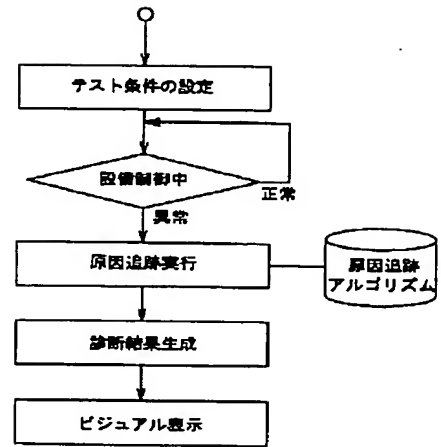 テスト条件の設定
設備制御中
正常
異常
原因追跡実行
原因追跡
アルゴリズム
診断結果生成
ビジュアル表示